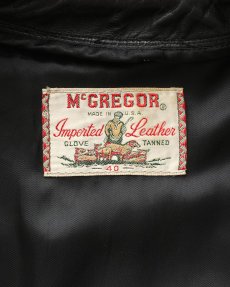 McGREGOR ®
MADE IN U.S.A.
Imported Leather
GLOVE TANNED
40